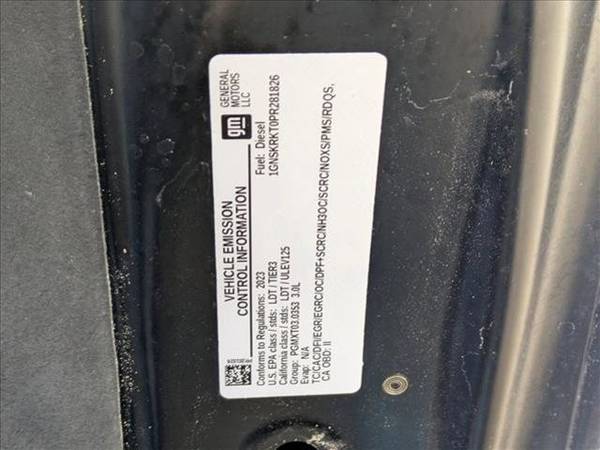 VEHICLE EMISSION
CONTROL INFORMATION
gm
GENERAL
MOTORS
LLC
Conforms to Regulations: 2023
Fuel: Diesel
U.S. EPA class / stds: LDT / TIER3
1GNSKRKT0PR281826
California class / stds: LDT / ULEV125
Group: PGMXT03.03S3 3.0L
Evap: N/A
TC/CAC/DFI/EGR/EGRC/OC/DPF+SCRC/NH3OC/SCRC/NOXS/PMS/RDQS,
CA OBD: II